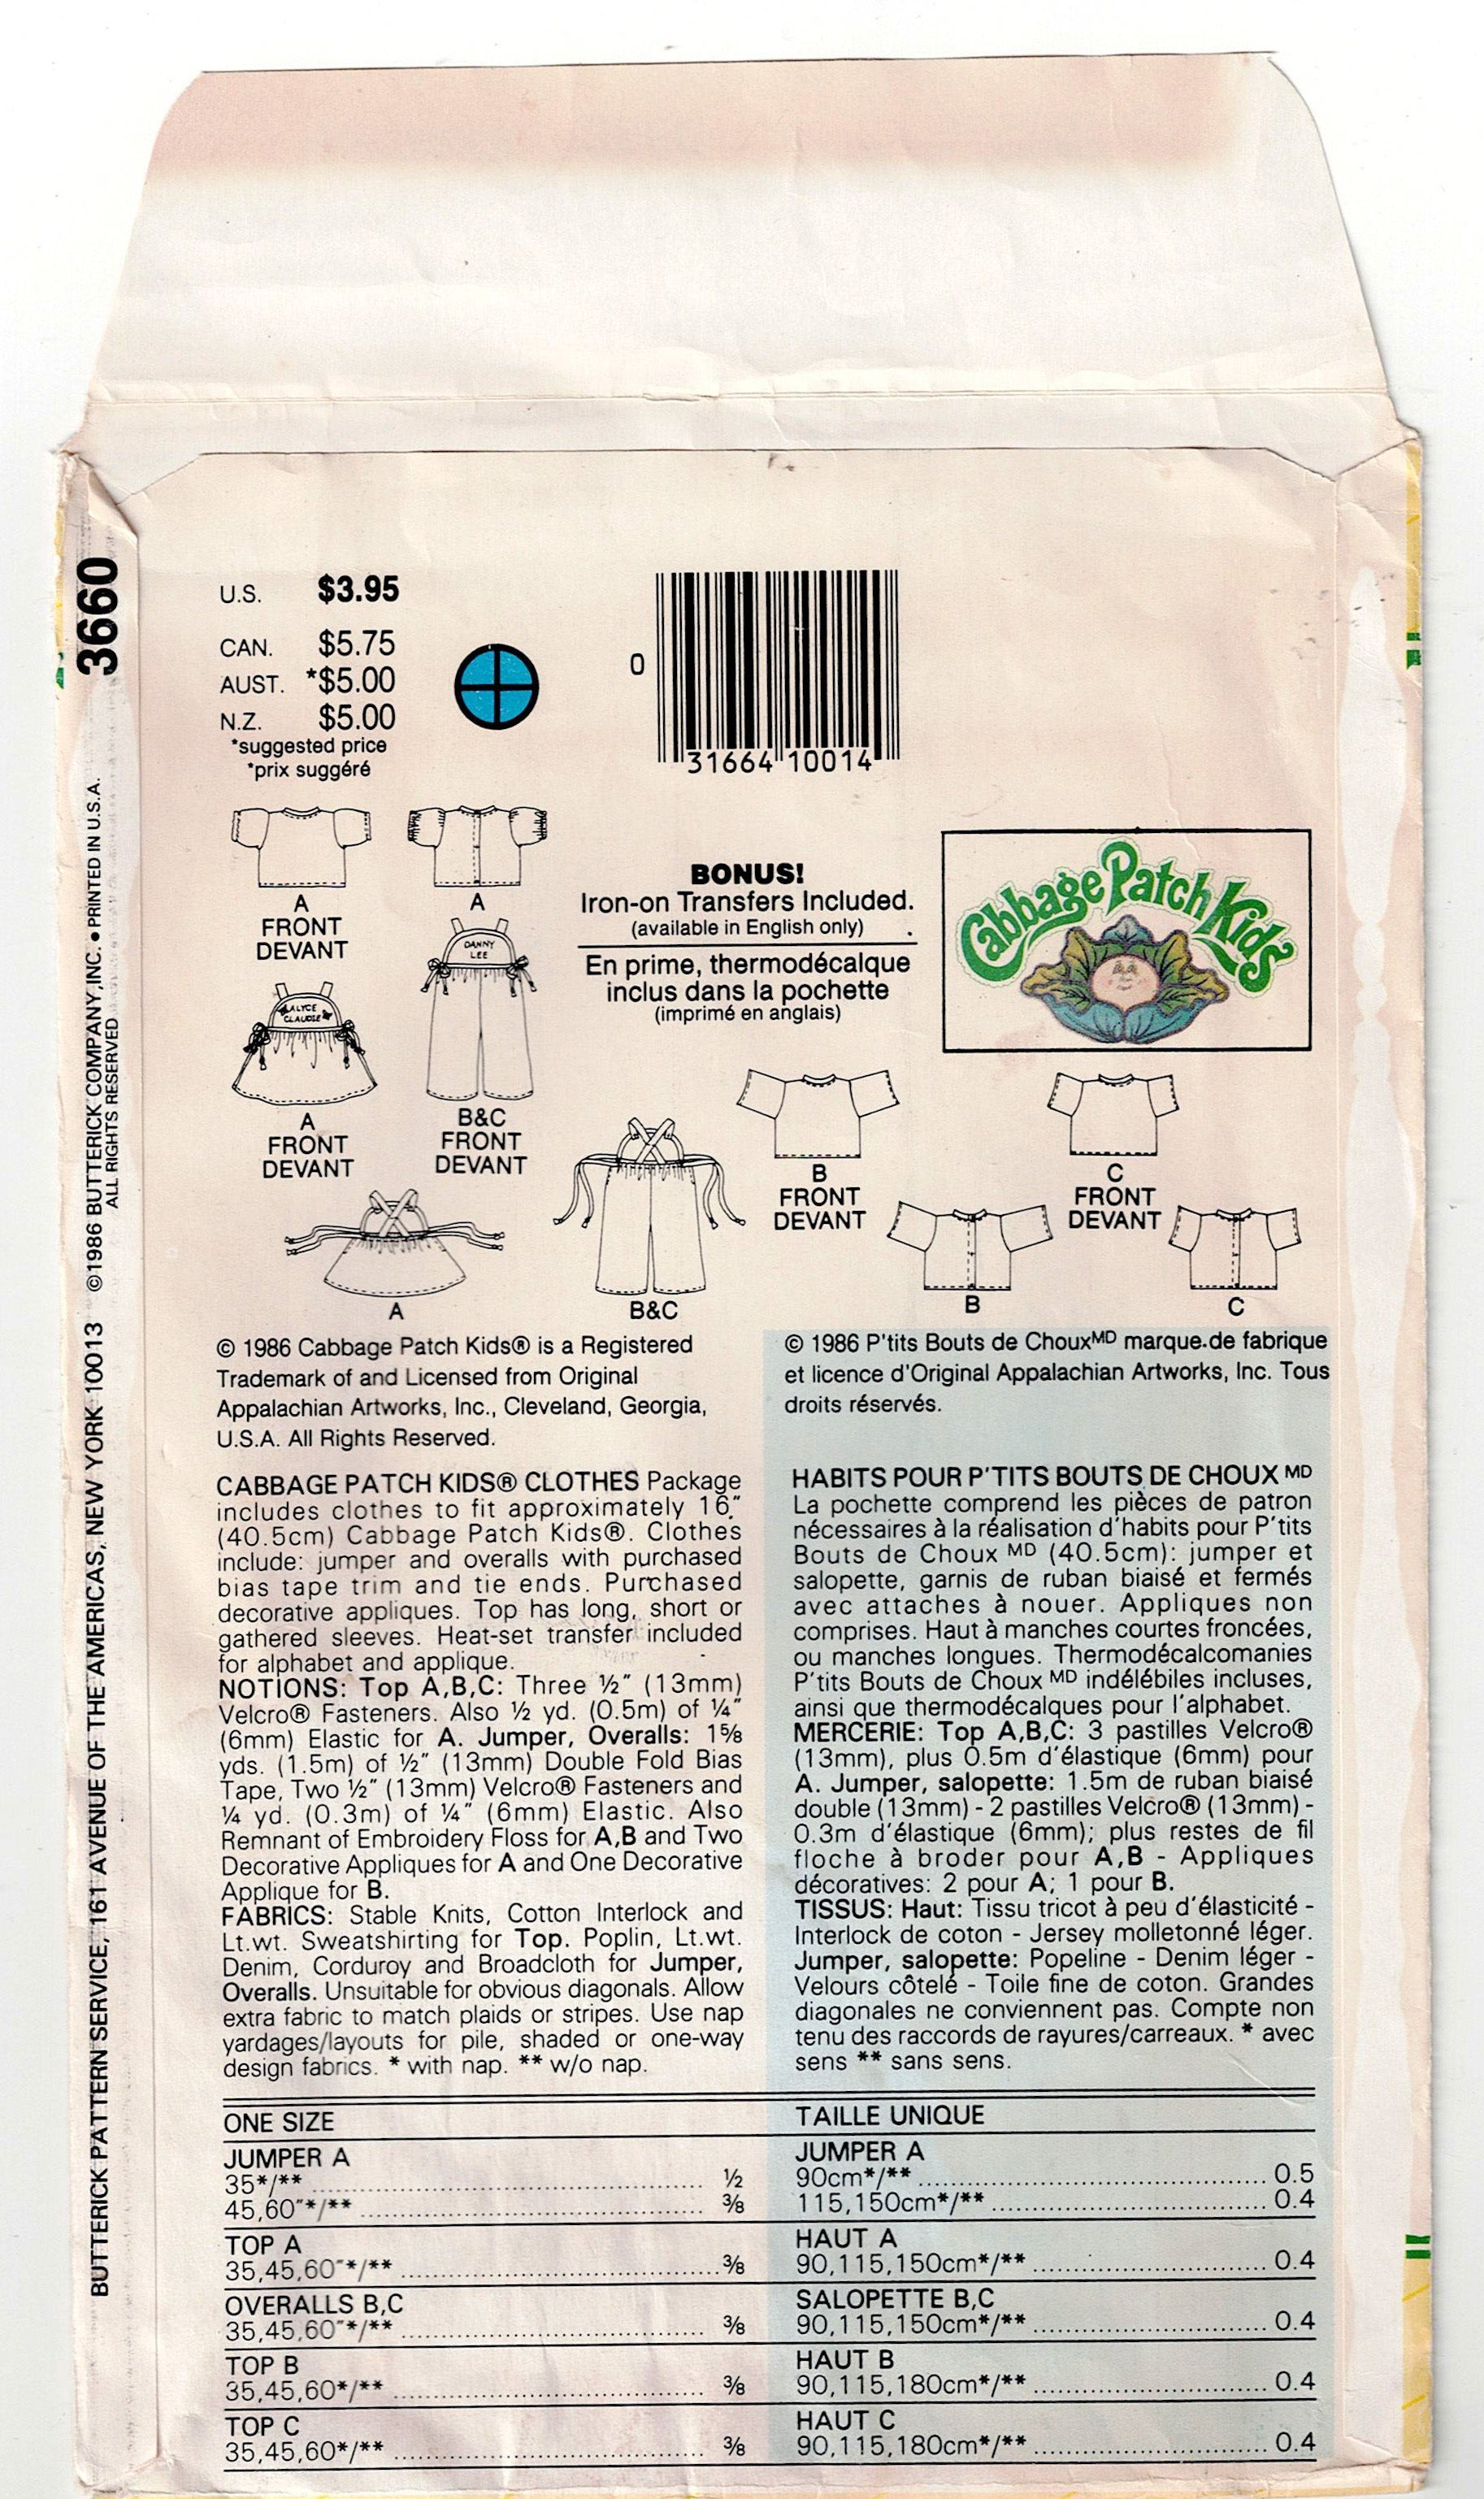 3660
©1986 BUTTERICK COMPANY,INC. • PRINTED IN U.S.A.
ALL RIGHTS RESERVED
BUTTERICK PATTERN SERVICE, 161 AVENUE OF THE AMERICAS, NEW YORK 10013
U.S. $3.95
CAN. $5.75
AUST. *$5.00
N.Z. $5.00
*suggested price
*prix suggéré
0 31664 10014
A
FRONT
DEVANT
A
DANNY
LEE
ALYCE
CLAUDIE
A
FRONT
DEVANT
B&C
FRONT
DEVANT
A
B&C
BONUS!
Iron-on Transfers Included.
(available in English only)
En prime, thermodécalque
inclus dans la pochette
(imprimé en anglais)
Cabbage Patch Kids
B
FRONT
DEVANT
C
FRONT
DEVANT
B
C
© 1986 Cabbage Patch Kids® is a Registered
Trademark of and Licensed from Original
Appalachian Artworks, Inc., Cleveland, Georgia,
U.S.A. All Rights Reserved.
CABBAGE PATCH KIDS® CLOTHES Package
includes clothes to fit approximately 16"
(40.5cm) Cabbage Patch Kids®. Clothes
include: jumper and overalls with purchased
bias tape trim and tie ends. Purchased
decorative appliques. Top has long, short or
gathered sleeves. Heat-set transfer included
for alphabet and applique.
NOTIONS: Top A,B,C: Three ½" (13mm)
Velcro® Fasteners. Also ½ yd. (0.5m) of ¼"
(6mm) Elastic for A. Jumper, Overalls: 1⅝
yds. (1.5m) of ½" (13mm) Double Fold Bias
Tape, Two ½" (13mm) Velcro® Fasteners and
¼ yd. (0.3m) of ¼" (6mm) Elastic. Also
Remnant of Embroidery Floss for A,B and Two
Decorative Appliques for A and One Decorative
Applique for B.
FABRICS: Stable Knits, Cotton Interlock and
Lt.wt. Sweatshirting for Top. Poplin, Lt.wt.
Denim, Corduroy and Broadcloth for Jumper,
Overalls. Unsuitable for obvious diagonals. Allow
extra fabric to match plaids or stripes. Use nap
yardages/layouts for pile, shaded or one-way
design fabrics. * with nap. ** w/o nap.
© 1986 P'tits Bouts de Choux MD marque.de fabrique
et licence d'Original Appalachian Artworks, Inc. Tous
droits réservés.
HABITS POUR P'TITS BOUTS DE CHOUX MD
La pochette comprend les pièces de patron
nécessaires à la réalisation d'habits pour P'tits
Bouts de Choux MD (40.5cm): jumper et
salopette, garnis de ruban biaisé et fermés
avec attaches à nouer. Appliques non
comprises. Haut à manches courtes froncées,
ou manches longues. Thermodécalcomanies
P'tits Bouts de Choux MD indélébiles incluses,
ainsi que thermodécalques pour l'alphabet.
MERCERIE: Top A,B,C: 3 pastilles Velcro®
(13mm), plus 0.5m d'élastique (6mm) pour
A. Jumper, salopette: 1.5m de ruban biaisé
double (13mm) - 2 pastilles Velcro® (13mm) -
0.3m d'élastique (6mm); plus restes de fil
floche à broder pour A,B - Appliques
décoratives: 2 pour A; 1 pour B.
TISSUS: Haut: Tissu tricot à peu d'élasticité -
Interlock de coton - Jersey molletonné léger.
Jumper, salopette: Popeline - Denim léger -
Velours côtelé - Toile fine de coton. Grandes
diagonales ne conviennent pas. Compte non
tenu des raccords de rayures/carreaux. * avec
sens ** sans sens.
ONE SIZE
JUMPER A
35*/** ½
45,60"*/** ⅜
TOP A
35,45,60"*/** ⅜
OVERALLS B,C
35,45,60"*/** ⅜
TOP B
35,45,60*/** ⅜
TOP C
35,45,60*/** ⅜
TAILLE UNIQUE
JUMPER A
90cm*/** 0.5
115,150cm*/** 0.4
HAUT A
90,115,150cm*/** 0.4
SALOPETTE B,C
90,115,150cm*/** 0.4
HAUT B
90,115,180cm*/** 0.4
HAUT C
90,115,180cm*/** 0.4